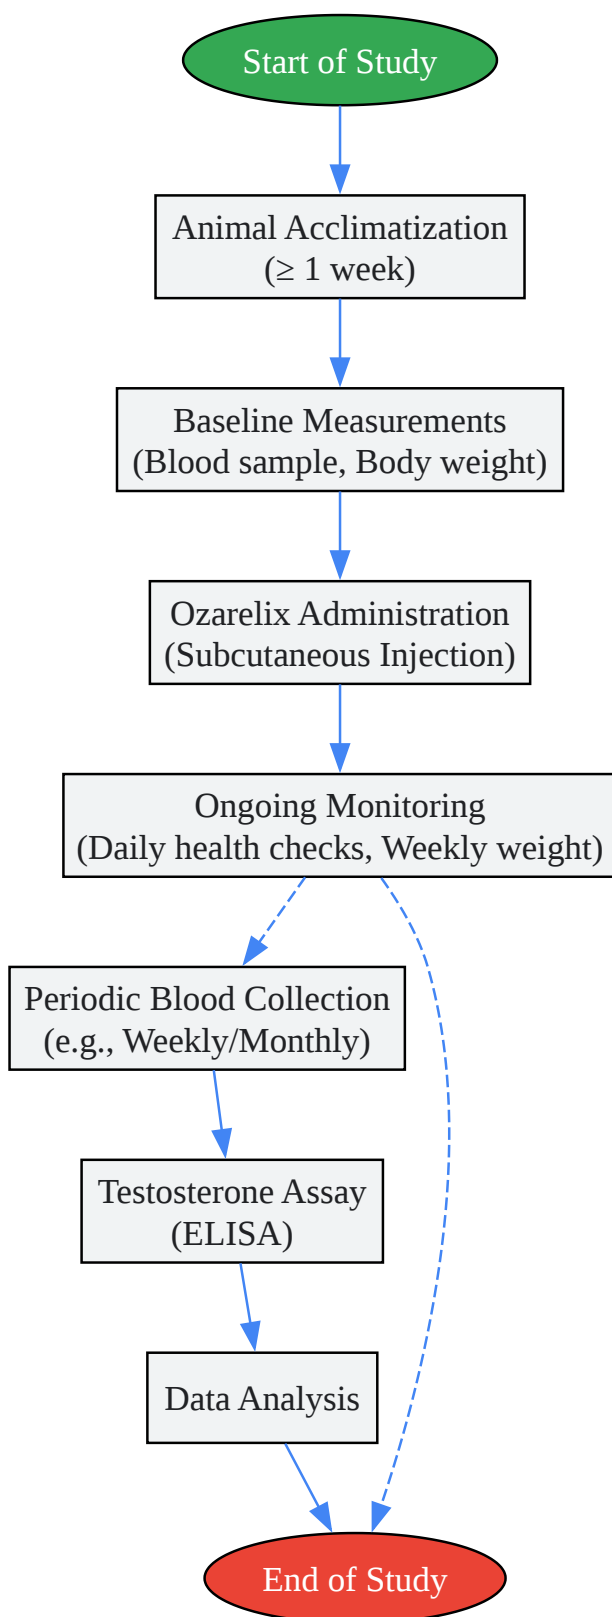 Start of Study
Animal Acclimatization
(≥ 1 week)
Baseline Measurements
(Blood sample, Body weight)
Ozarelix Administration
(Subcutaneous Injection)
Ongoing Monitoring
(Daily health checks, Weekly weight)
Periodic Blood Collection
(e.g., Weekly/Monthly)
Testosterone Assay
(ELISA)
Data Analysis
End of Study